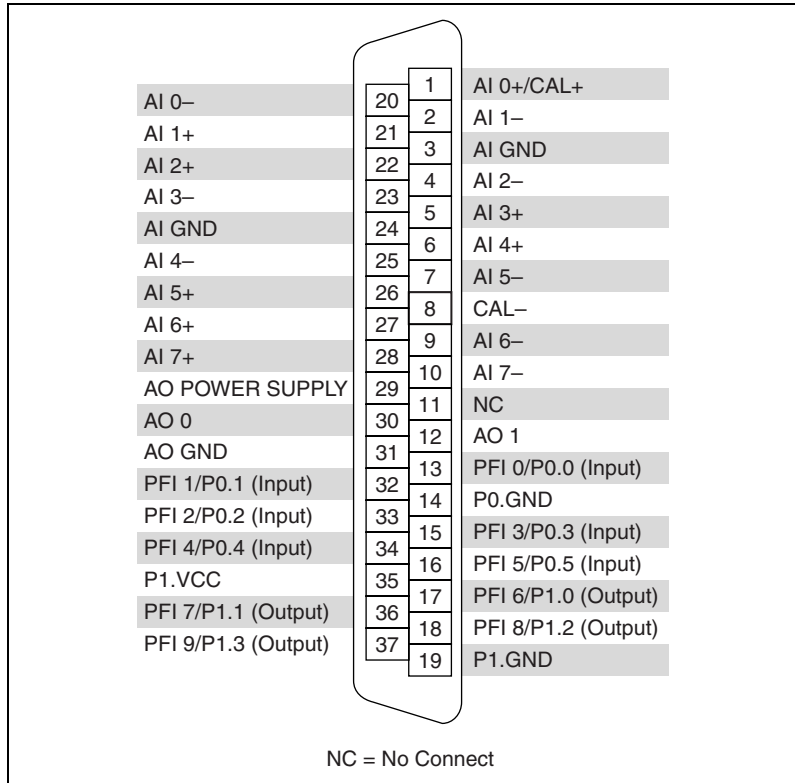 AI 0–
AI 1+
AI 2+
AI 3–
AI GND
AI 4–
AI 5+
AI 6+
AI 7+
AO POWER SUPPLY
AO 0
AO GND
PFI 1/P0.1 (Input)
PFI 2/P0.2 (Input)
PFI 4/P0.4 (Input)
P1.VCC
PFI 7/P1.1 (Output)
PFI 9/P1.3 (Output)
20
21
22
23
24
25
26
27
28
29
30
31
32
33
34
35
36
37
1
2
3
4
5
6
7
8
9
10
11
12
13
14
15
16
17
18
19
AI 0+/CAL+
AI 1–
AI GND
AI 2–
AI 3+
AI 4+
AI 5–
CAL–
AI 6–
AI 7–
NC
AO 1
PFI 0/P0.0 (Input)
P0.GND
PFI 3/P0.3 (Input)
PFI 5/P0.5 (Input)
PFI 6/P1.0 (Output)
PFI 8/P1.2 (Output)
P1.GND
NC = No Connect